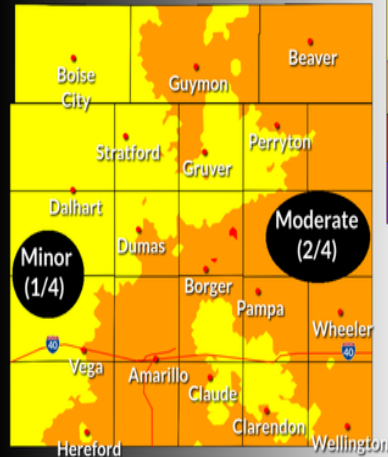 Boise
City
Guymon
Beaver
Stratford
Gruver
Perryton
Dalhart
Dumas
Moderate
(2/4)
Minor
(1/4)
Borger
Pampa
Wheeler
40
40
Vega
Amarillo
Claude
Clarendon
Hereford
Wellington